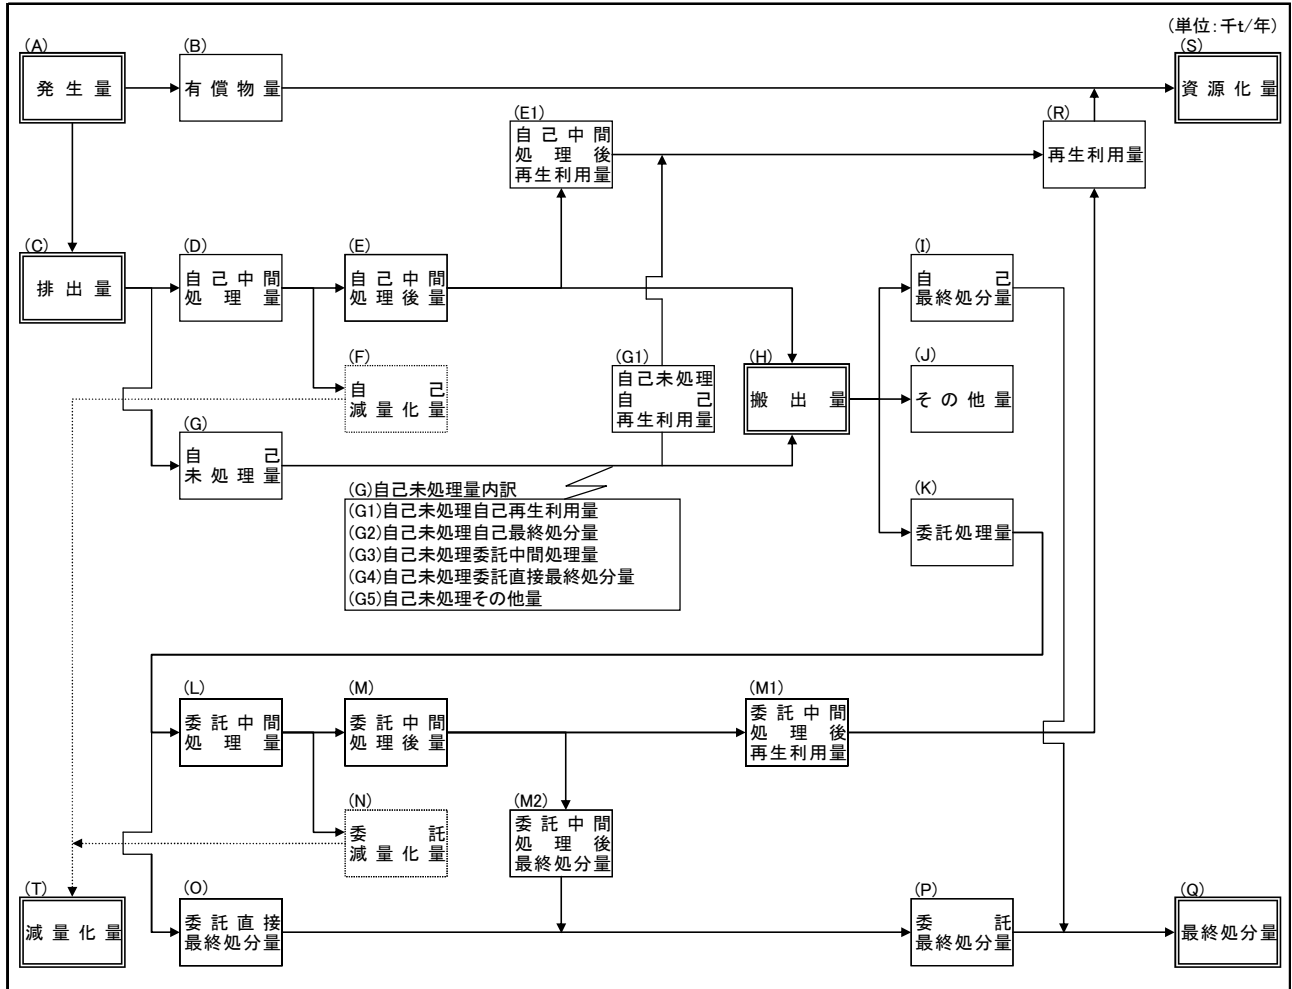 (単位:千t/年)
(A)
発生量
(B)
有償物量
(S)
資源化量
(E1)
自己中間
処理後
再生利用量
(R)
再生利用量
(C)
排出量
(D)
自己中間
処理量
(E)
自己中間
処理後量
(I)
自己
最終処分量
(F)
自己
減量化量
(G1)
自己未処理
自己
再生利用量
(H)
搬出量
(J)
その他量
(G)
自己
未処理量
(G)自己未処理量内訳
(G1)自己未処理自己再生利用量
(G2)自己未処理自己最終処分量
(G3)自己未処理委託中間処理量
(G4)自己未処理委託直接最終処分量
(G5)自己未処理その他量
(K)
委託処理量
(L)
委託中間
処理量
(M)
委託中間
処理後量
(M1)
委託中間
処理後
再生利用量
(N)
委託
減量化量
(M2)
委託中間
処理後
最終処分量
(T)
減量化量
(O)
委託直接
最終処分量
(P)
委託
最終処分量
(Q)
最終処分量